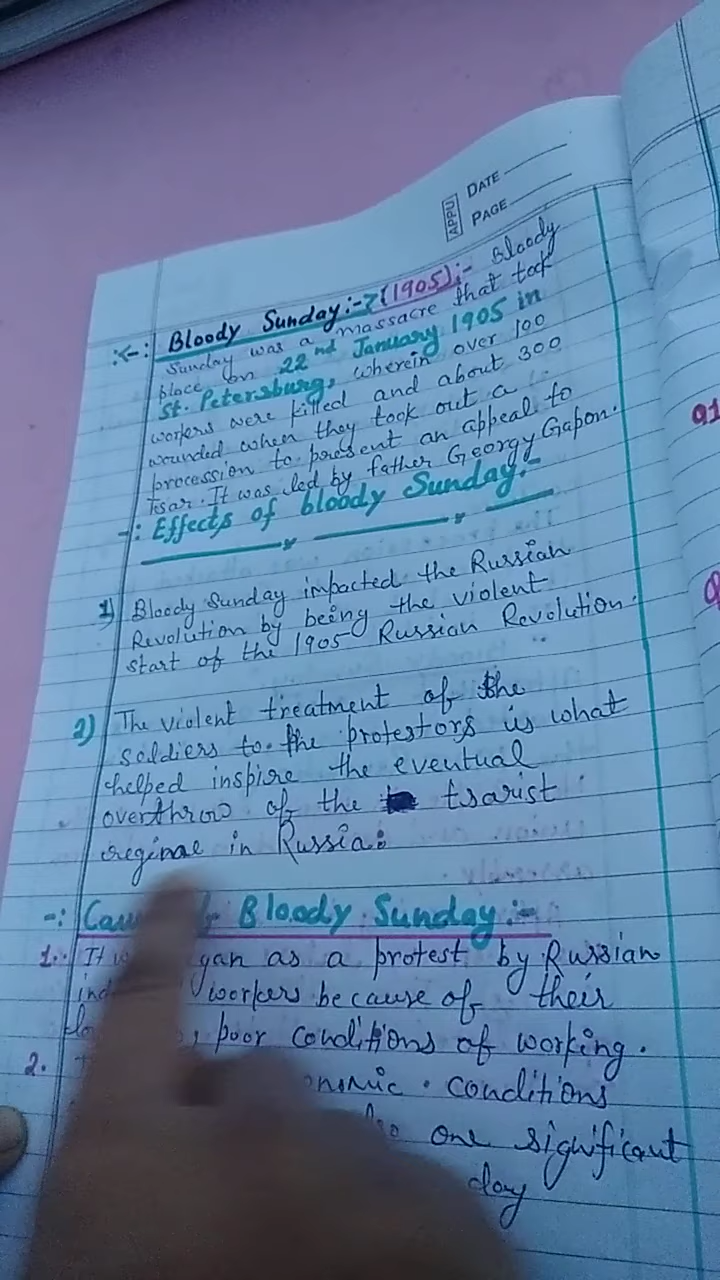 APPU
DATE
PAGE
:<-: Bloody Sunday:-{(1905):- Bloody
Sunday was a massacre that took
place on 22nd January 1905 in
St. Petersburg, wherein over 100
workers were killed and about 300
wounded when they took out a
procession to present an appeal to
Tsar. It was led by father Georgy Gapon.
-: Effects of bloody Sunday:-
1) Bloody Sunday impacted the Russian
Revolution by being the violent
start of the 1905 Russian Revolution.
2) The violent treatment of the
soldiers to the protestors is what
helped inspire the eventual
overthrow of the tsarist
in Russia.
-: Bloody Sunday:-
1. It as a protest by Russian
workers because of their
poor conditions of working.
2. conditions
one significant
day
91